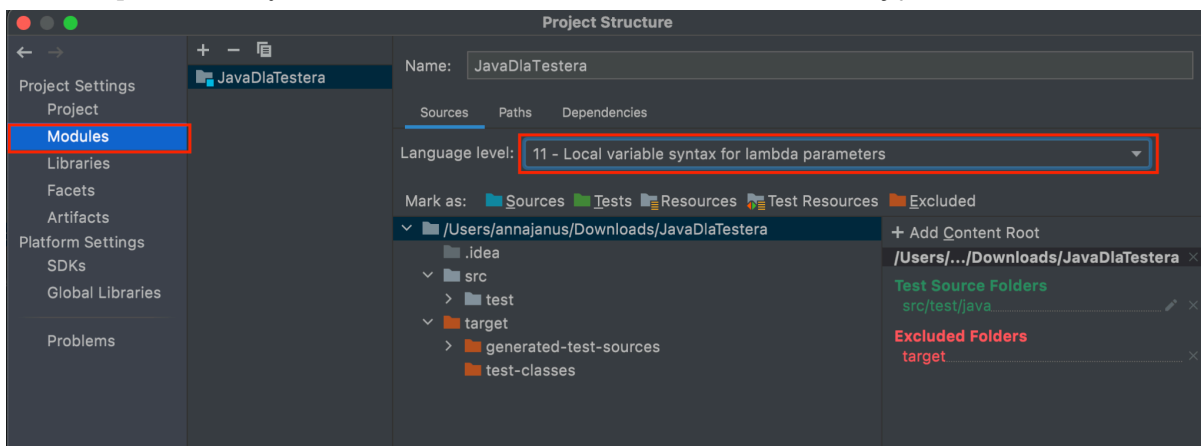 Project Structure
Project Settings
Project
Modules
Libraries
Facets
Artifacts
Platform Settings
SDKs
Global Libraries
Problems
JavaDlaTestera
Name: JavaDlaTestera
Sources Paths Dependencies
Language level: 11 - Local variable syntax for lambda parameters
Mark as: Sources Tests Resources Test Resources Excluded
/Users/annajanus/Downloads/JavaDlaTestera
.idea
src
test
target
generated-test-sources
test-classes
+ Add Content Root
/Users/.../Downloads/JavaDlaTestera
Test Source Folders
src/test/java
Excluded Folders
target